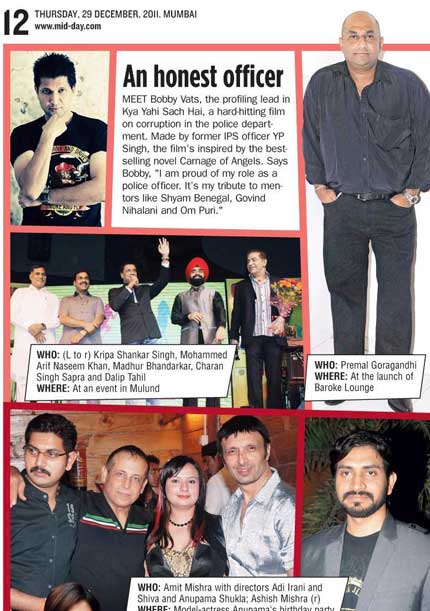 12
THURSDAY, 29 DECEMBER, 2011. MUMBAI
www.mid-day.com
An honest officer
MEET Bobby Vats, the profiling lead in
Kya Yahi Sach Hai, a hard-hitting film
on corruption in the police depart-
ment. Made by former IPS officer YP
Singh, the film's inspired by the best-
selling novel Carnage of Angels. Says
Bobby, "I am proud of my role as a
police officer. It's my tribute to men-
tors like Shyam Benegal, Govind
Nihalani and Om Puri."
WHO: (L to r) Kripa Shankar Singh, Mohammed
Arif Naseem Khan, Madhur Bhandarkar, Charan
Singh Sapra and Dalip Tahil
WHERE: At an event in Mulund
WHO: Premal Goragandhi
WHERE: At the launch of
Baroke Lounge
WHO: Amit Mishra with directors Adi Irani and
Shiva and Anupama Shukla; Ashish Mishra (r)
WHERE: Model-actress Anupama's birthday party